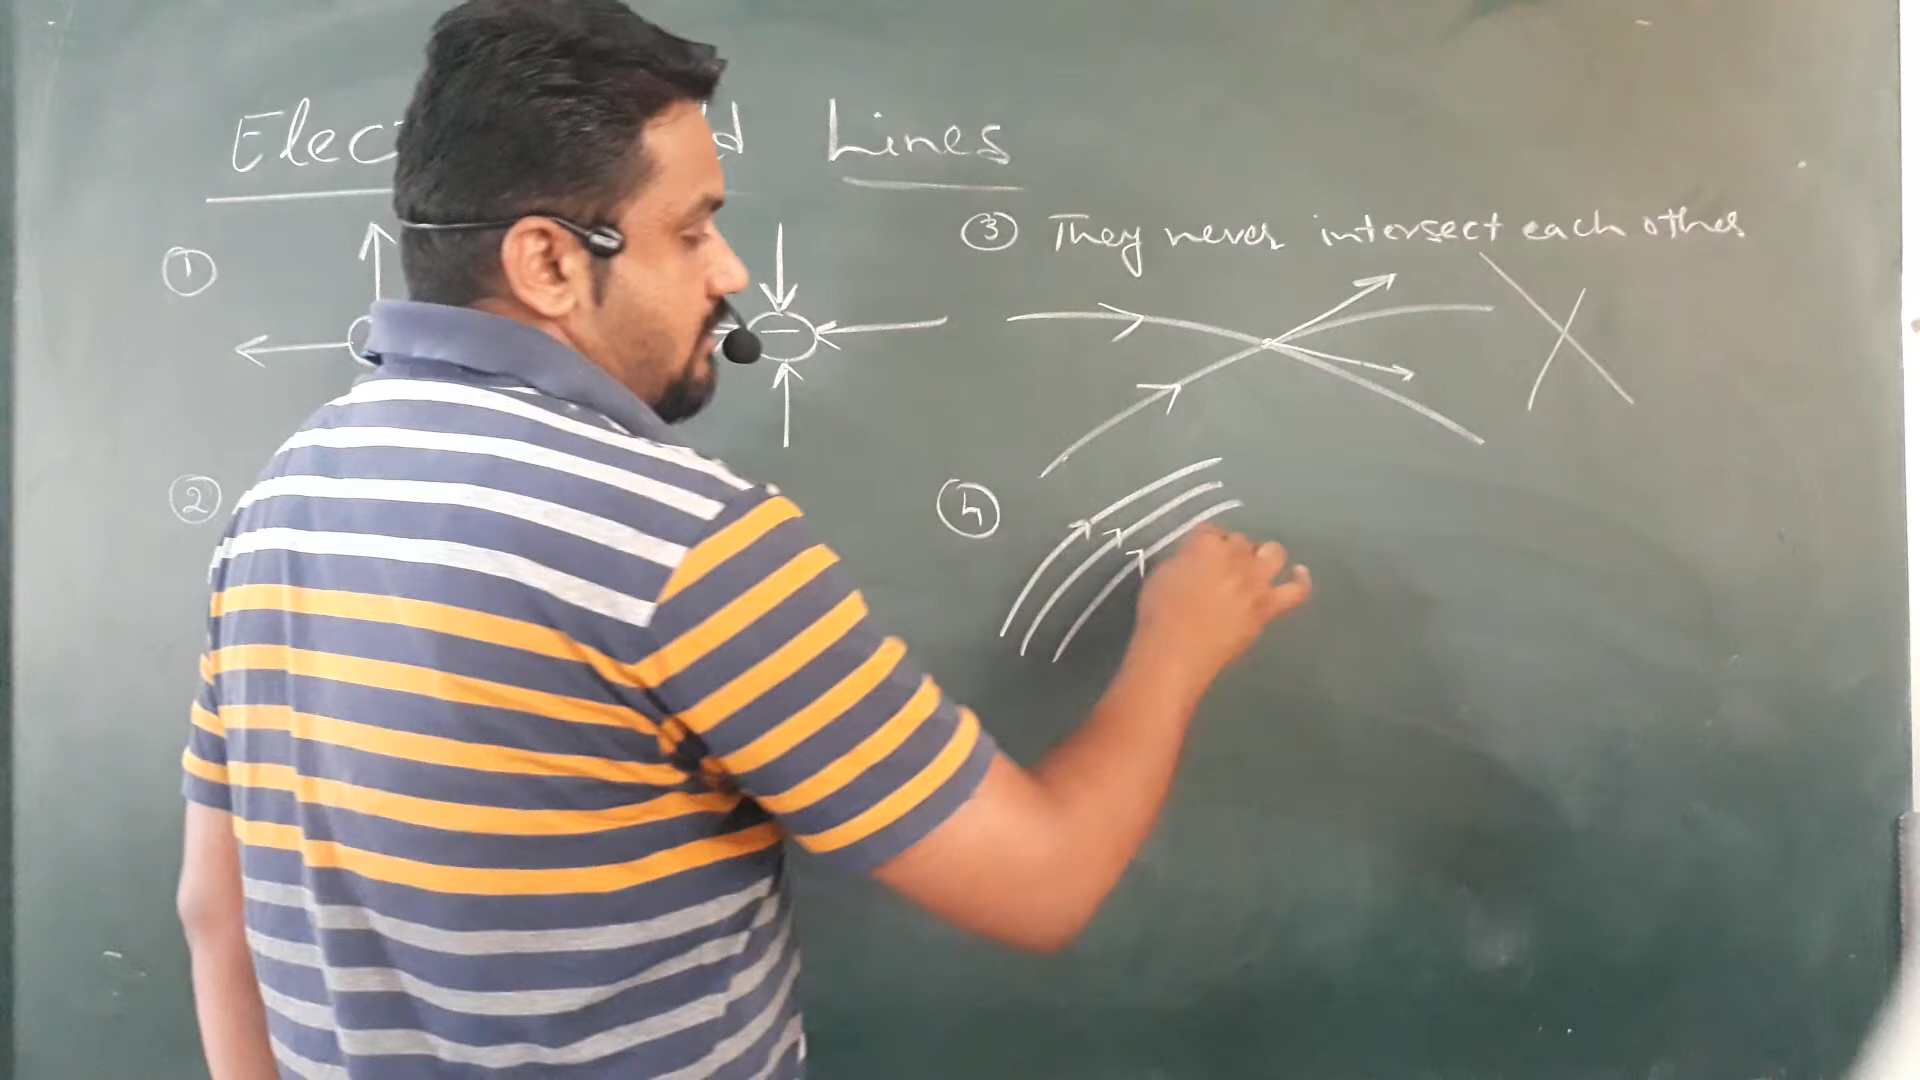 Elec d Lines
①
−
②
③ They never intersect each other
④